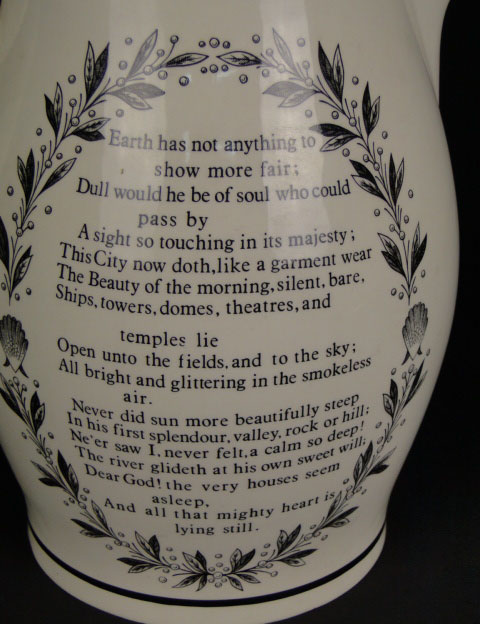 Earth has not anything to
show more fair;
Dull would he be of soul who could
pass by
A sight so touching in its majesty;
This City now doth, like a garment wear
The Beauty of the morning, silent, bare,
Ships, towers, domes, theatres, and
temples lie
Open unto the fields, and to the sky;
All bright and glittering in the smokeless
air.
Never did sun more beautifully steep
In his first splendour, valley, rock or hill;
Ne'er saw I, never felt, a calm so deep!
The river glideth at his own sweet will;
Dear God! the very houses seem
asleep,
And all that mighty heart is
lying still.